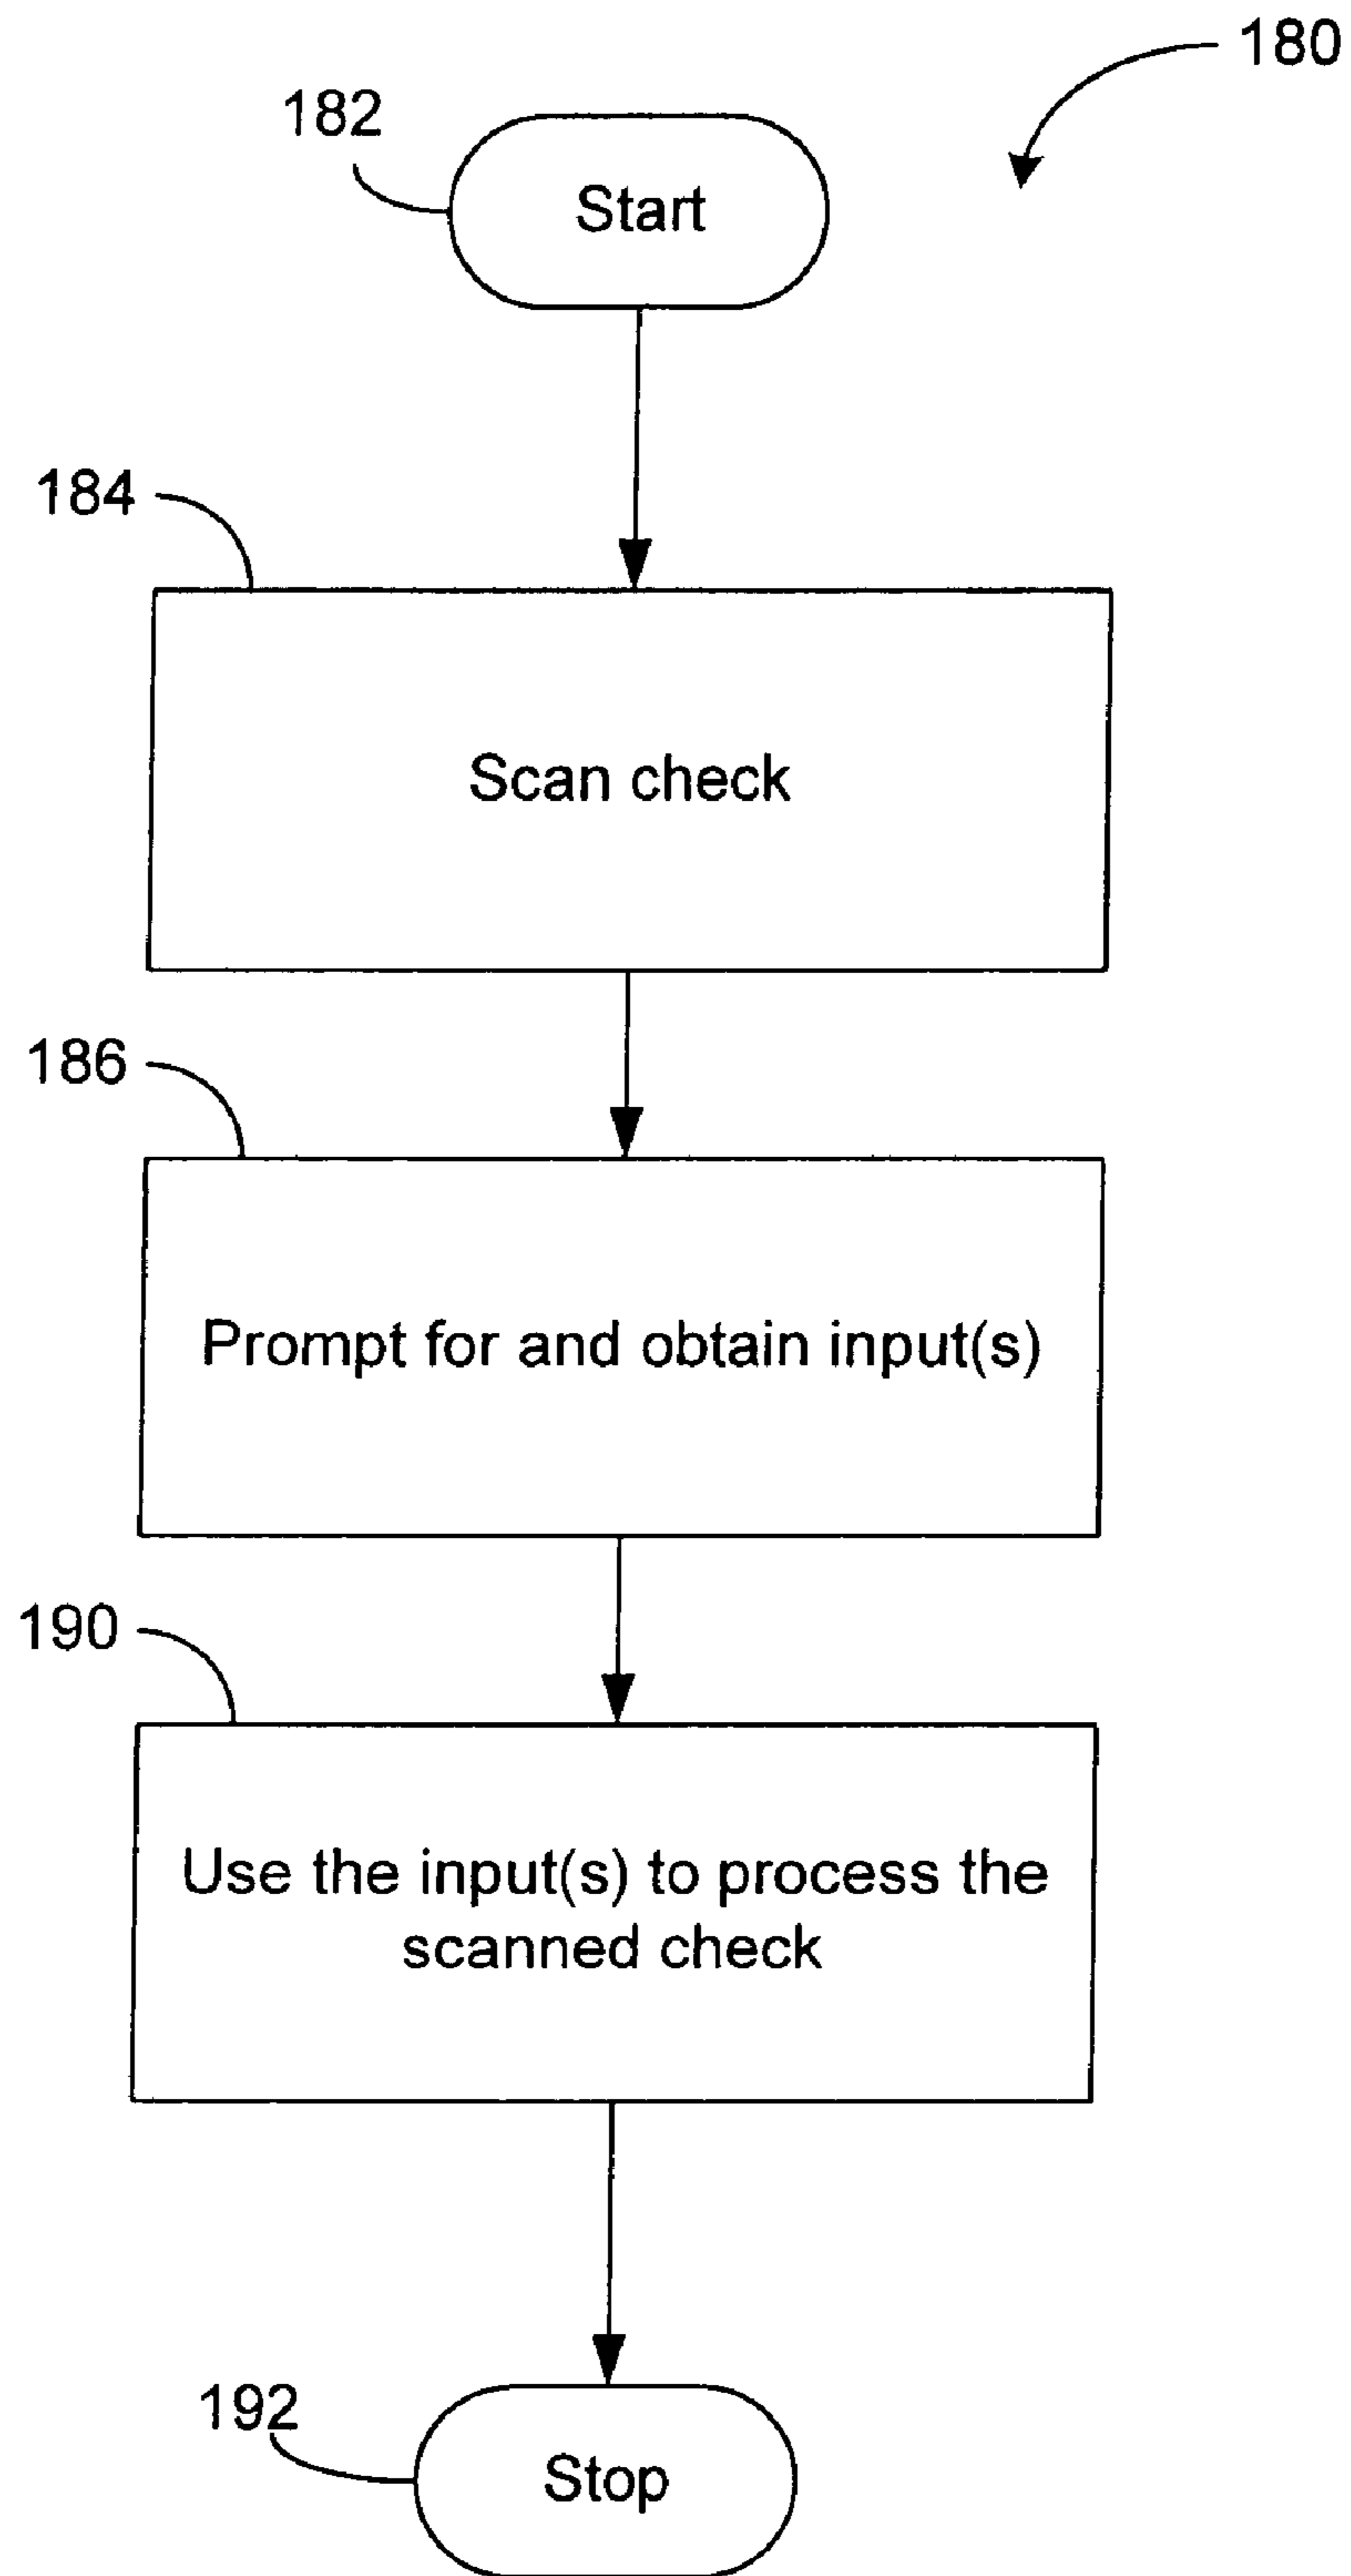 180
182
Start
184
Scan check
186
Prompt for and obtain input(s)
190
Use the input(s) to process the
scanned check
192
Stop